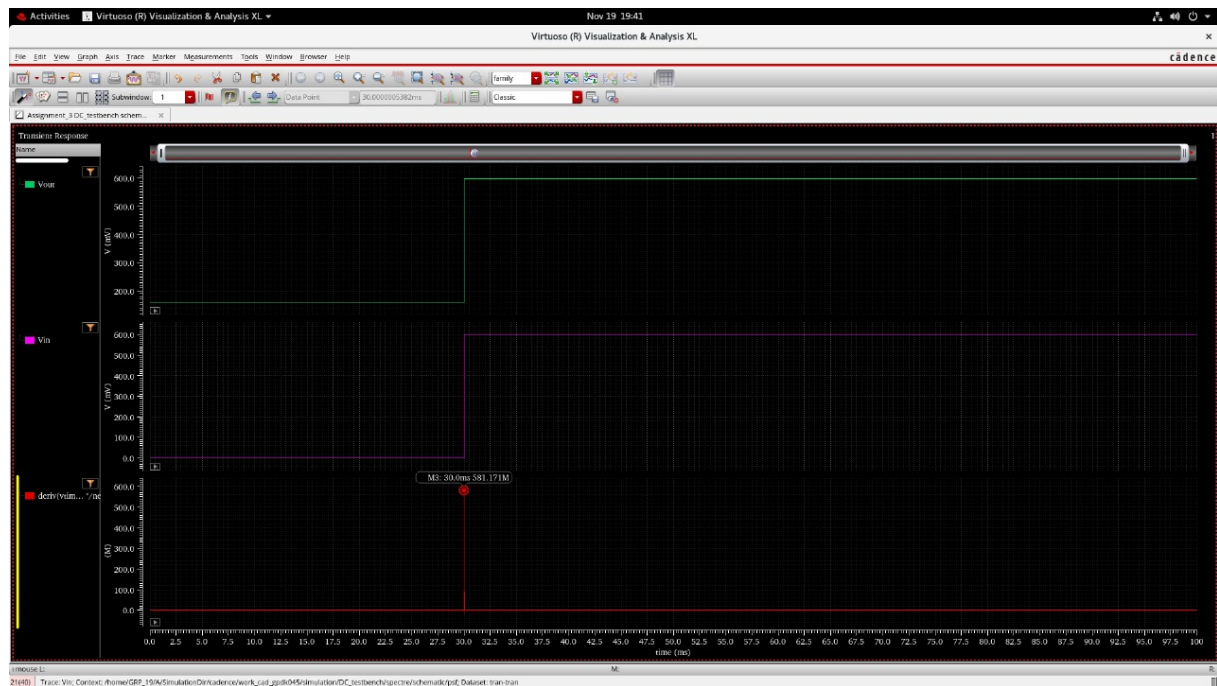 Activities Virtuoso (R) Visualization & Analysis XL Nov 19 19:41
Virtuoso (R) Visualization & Analysis XL
File Edit View Graph Axis Trace Marker Measurements Tools Window Browser Help cādence
family
Subwindow: 1 Data Point 30.0000005382ms Classic
Assignment_3 DC_testbench schem...
Transient Response 1
Name
Vout
600.0
500.0
400.0
300.0
200.0
V (mV)
Vin
600.0
500.0
400.0
300.0
200.0
100.0
0.0
V (mV)
M3: 30.0ms 581.171M
600.0
500.0
400.0
300.0
200.0
100.0
0.0
(M)
0.0 2.5 5.0 7.5 10.0 12.5 15.0 17.5 20.0 22.5 25.0 27.5 30.0 32.5 35.0 37.5 40.0 42.5 45.0 47.5 50.0 52.5 55.0 57.5 60.0 62.5 65.0 67.5 70.0 72.5 75.0 77.5 80.0 82.5 85.0 87.5 90.0 92.5 95.0 97.5 100
time (ms)
mouse L: M: R:
21(40) Trace: Vin; Context: /home/GRP_19/A/SimulationDir/cadence/work_cad_gpdk045/simulation/DC_testbench/spectre/schematic/psf; Dataset: tran-tran